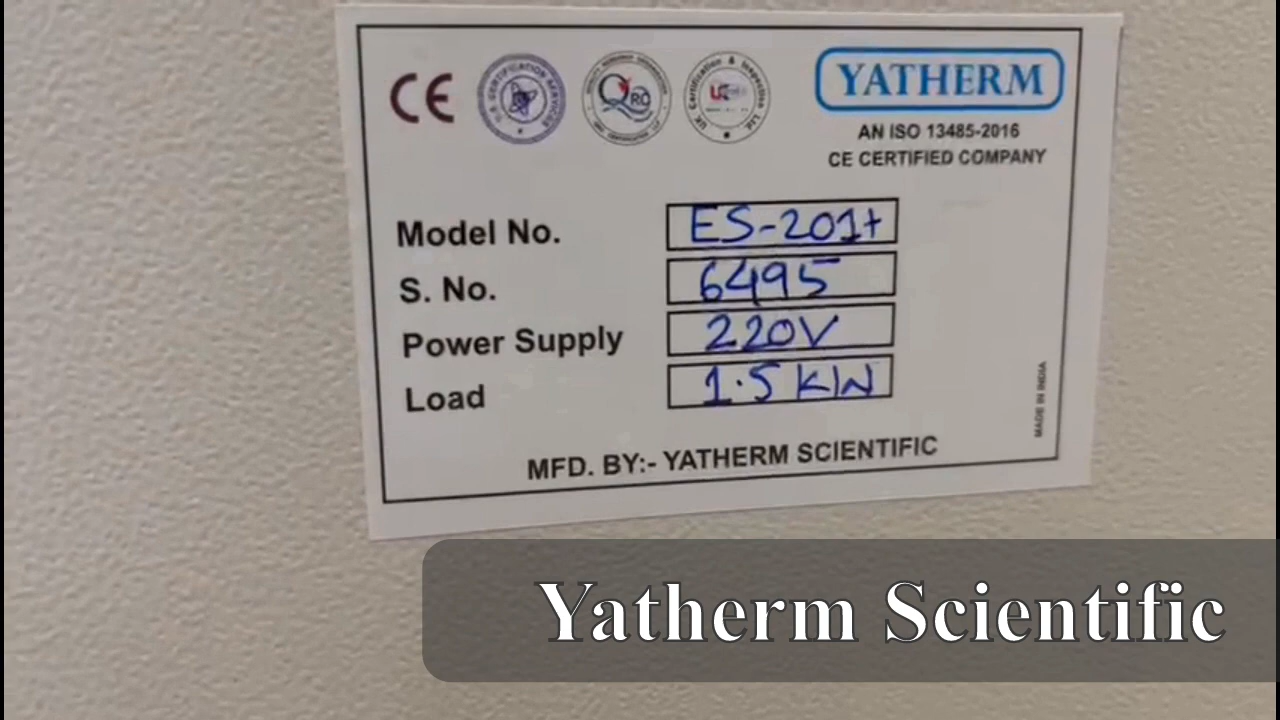 CE
YATHERM
AN ISO 13485-2016
CE CERTIFIED COMPANY
Model No. ES-201+
S. No. 6495
Power Supply 220V
Load 1.5 KW
MADE IN INDIA
MFD. BY:- YATHERM SCIENTIFIC
Yatherm Scientific